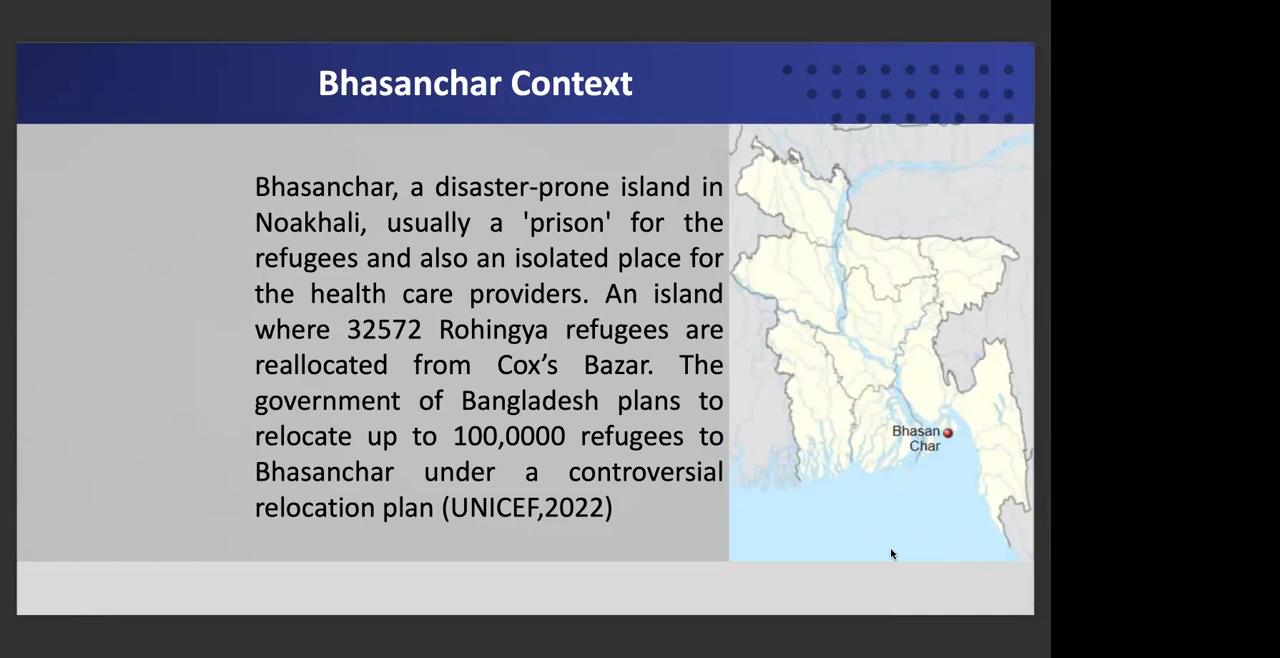 Bhasanchar Context
Bhasanchar, a disaster-prone island in
Noakhali, usually a 'prison' for the
refugees and also an isolated place for
the health care providers. An island
where 32572 Rohingya refugees are
reallocated from Cox’s Bazar. The
government of Bangladesh plans to
relocate up to 100,0000 refugees to
Bhasanchar under a controversial
relocation plan (UNICEF,2022)
Bhasan
Char